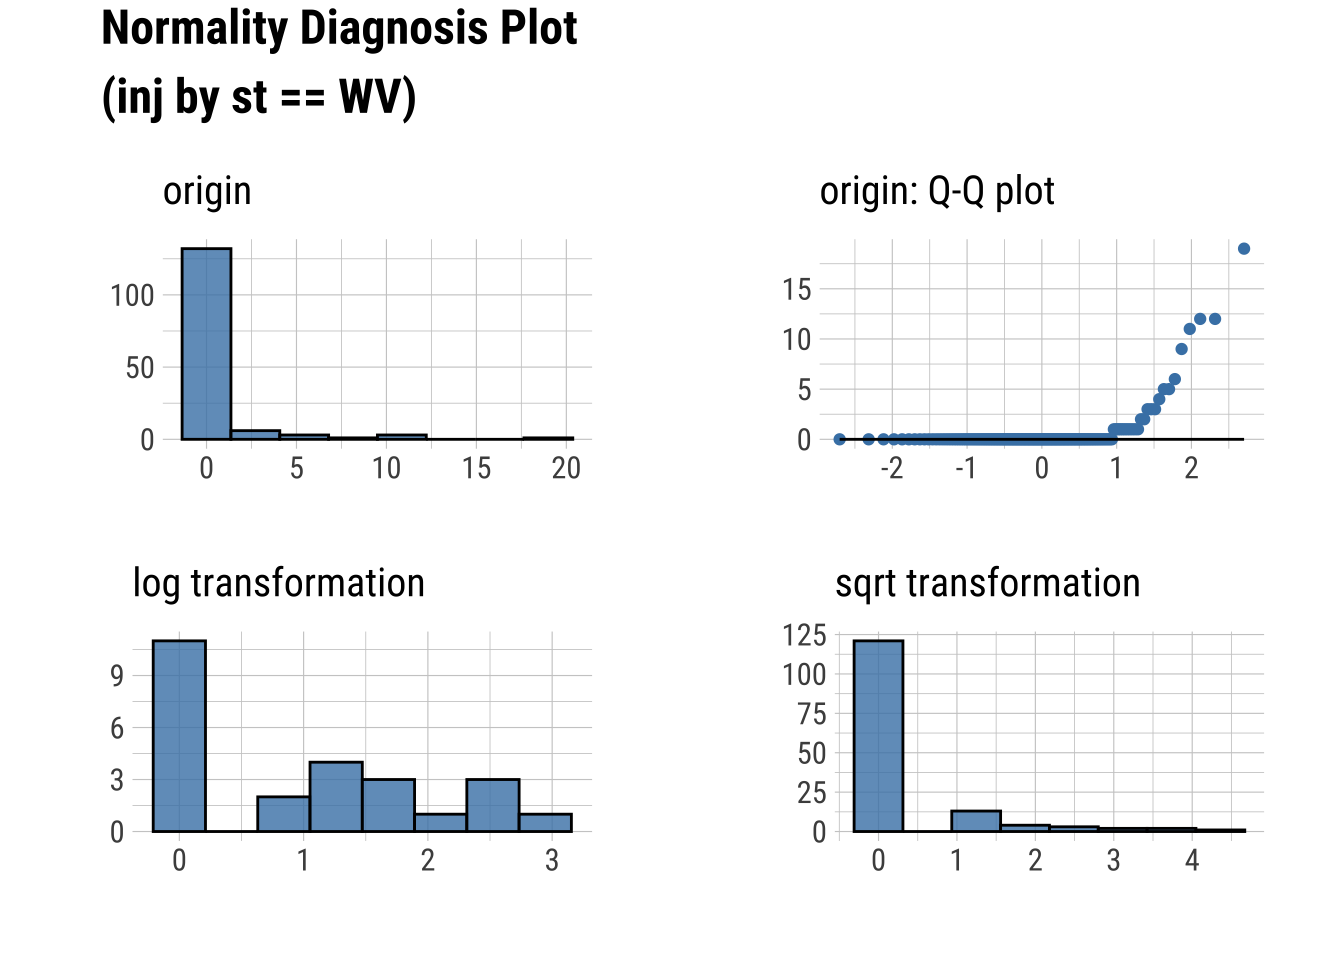 Normality Diagnosis Plot
(inj by st == WV)
origin
100
50
0
0 5 10 15 20
origin: Q-Q plot
15
10
5
0
-2 -1 0 1 2
log transformation
9
6
3
0
0 1 2 3
sqrt transformation
125
100
75
50
25
0
0 1 2 3 4